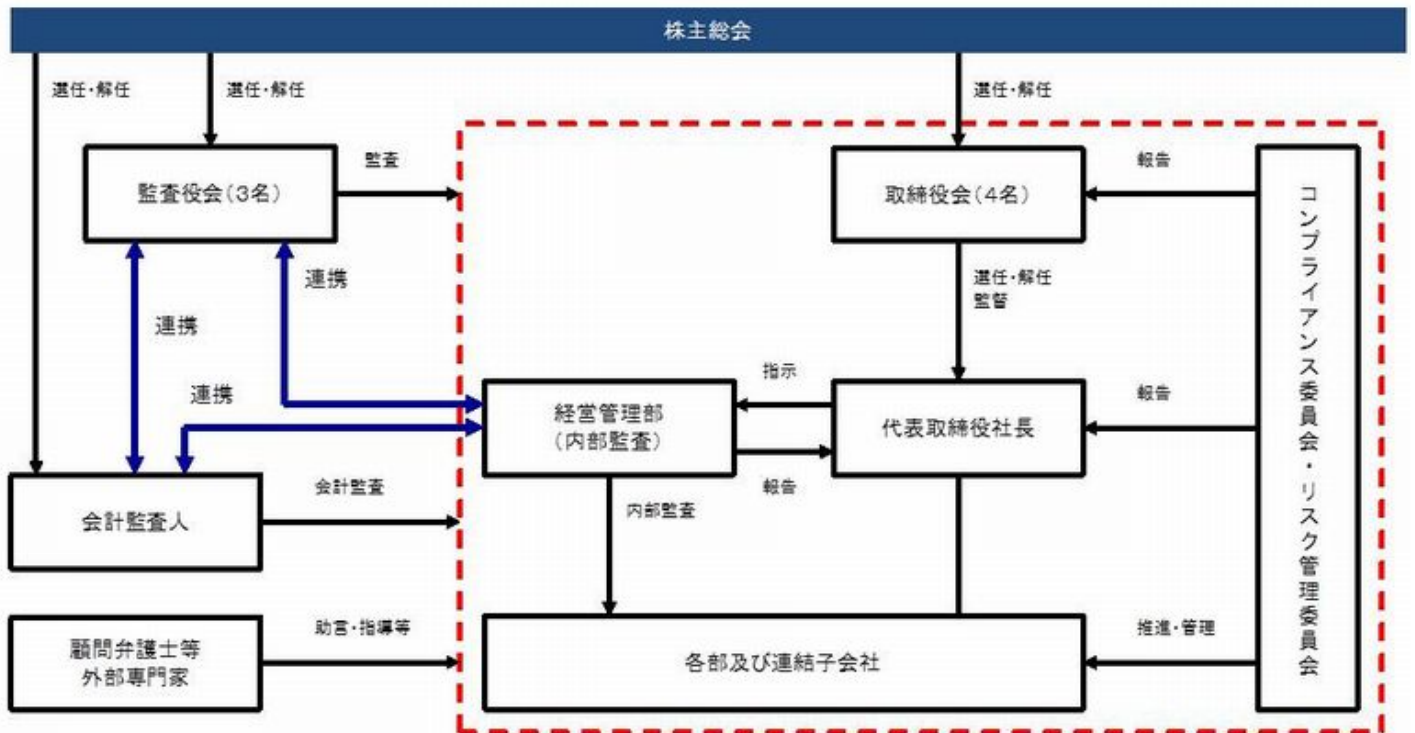 株主総会
選任・解任
選任・解任
選任・解任
監査役会(3名)
監査
取締役会(4名)
報告
コンプライアンス委員会・リスク管理委員会
連携
連携
選任・解任
監督
連携
経営管理部
(内部監査)
指示
報告
代表取締役社長
報告
会計監査人
会計監査
内部監査
顧問弁護士等
外部専門家
助言・指導等
各部及び連結子会社
推進・管理